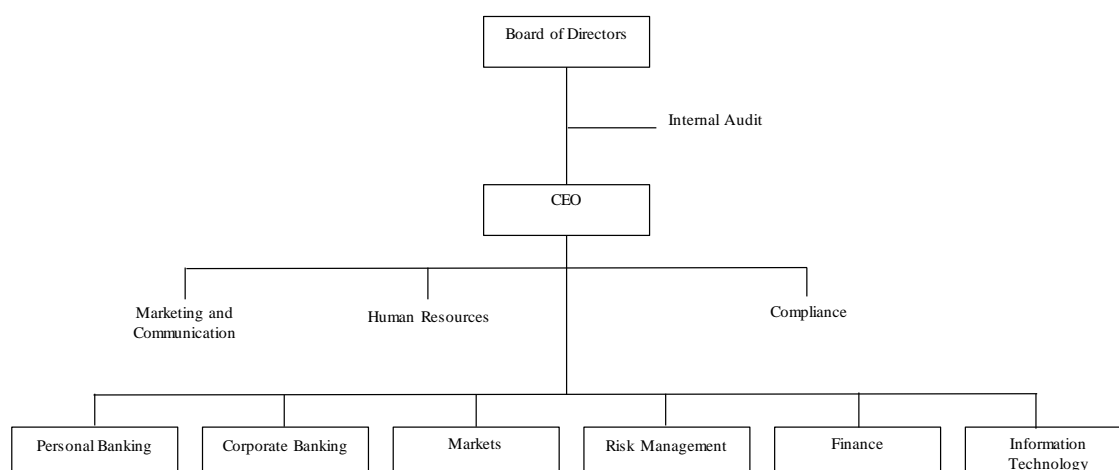 Board of Directors
Internal Audit
CEO
Marketing and
Communication
Human Resources
Compliance
Personal Banking
Corporate Banking
Markets
Risk Management
Finance
Information
Technology